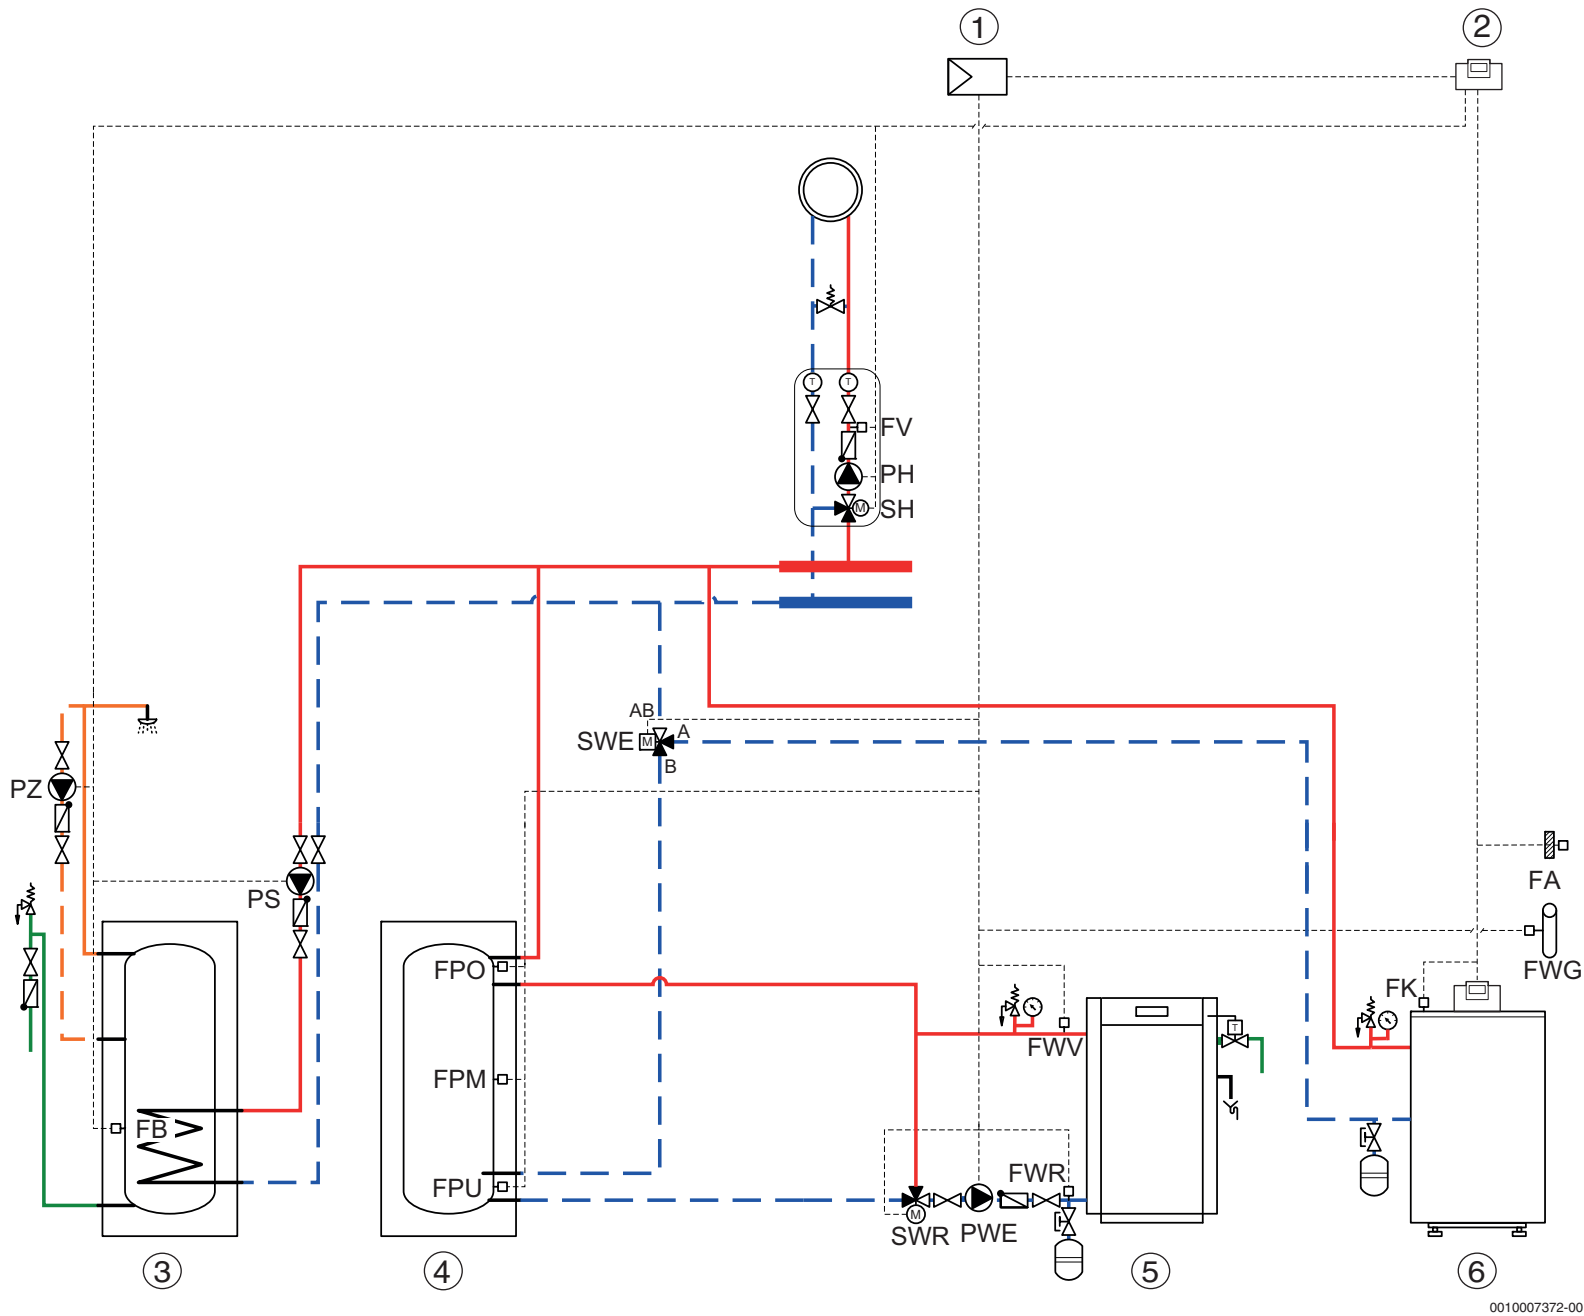 1
2
T T
FV
PH
M SH
AB
SWE M A
B
PZ
PS
FA
FPO
FWG
FK
FWV
T
FPM
FB
FPU
FWR
M
SWR PWE
3
4
5
6
0010007372-00